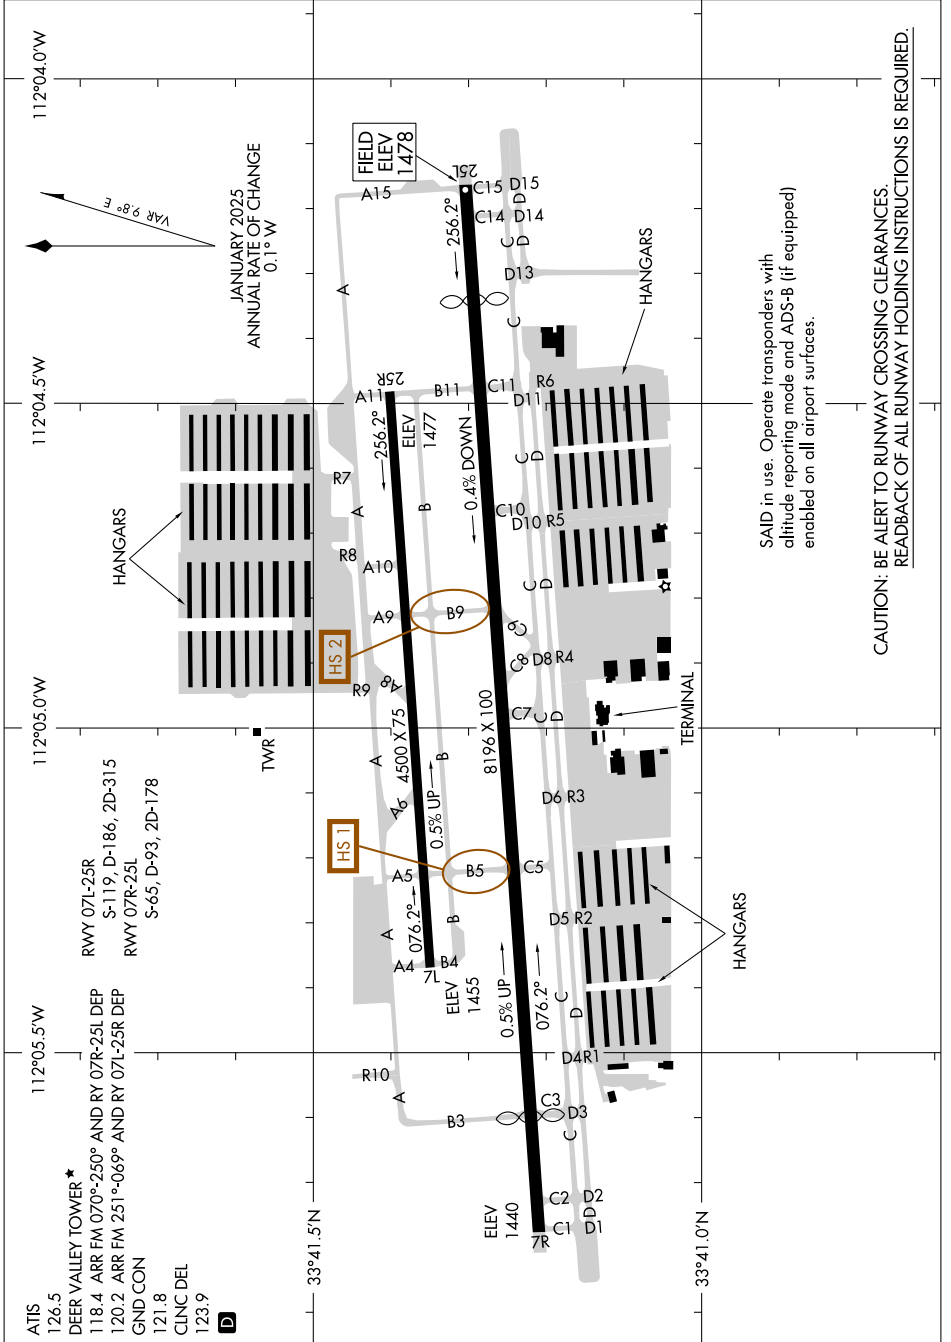 ATIS
126.5
DEER VALLEY TOWER
118.4 ARR FM 070°-250° AND RY 07R-25L DEP
120.2 ARR FM 251°-069° AND RY 07L-25R DEP
GND CON
121.8
CLNC DEL
123.9
D
RWY 07L-25R
S-119, D-186, 2D-315
RWY 07R-25L
S-65, D-93, 2D-178
JANUARY 2025
ANNUAL RATE OF CHANGE
0.1° W
VAR 9.8° E
112°05.5'W
112°05.0'W
112°04.5'W
112°04.0'W
33°41.5'N
33°41.0'N
TWR
HANGARS
HS 1
HS 2
FIELD
ELEV
1478
R10
R9
R8
R7
A
A
A
A
A
A4
A5
A6
A8
A9
A10
A11
A15
7L
076.2°
4500 X 75
256.2°
25R
ELEV
1455
0.5% UP
ELEV
1477
B3
B4
B
B5
B
B9
B
B11
ELEV
1440
7R
0.5% UP
076.2°
8196 X 100
0.4% DOWN
256.2°
25L
C1
C2
C3
C
C
C5
C7
C
C8
C9
C
C10
C
C11
C
C
C14
C15
D1
D
D2
D3
D4
R1
D
D5 R2
D6 R3
D
D8 R4
D
D10 R5
D
D11
R6
D13
D
D14
D
D15
HANGARS
TERMINAL
HANGARS
SAID in use. Operate transponders with
altitude reporting mode and ADS-B (if equipped)
enabled on all airport surfaces.
CAUTION: BE ALERT TO RUNWAY CROSSING CLEARANCES.
READBACK OF ALL RUNWAY HOLDING INSTRUCTIONS IS REQUIRED.